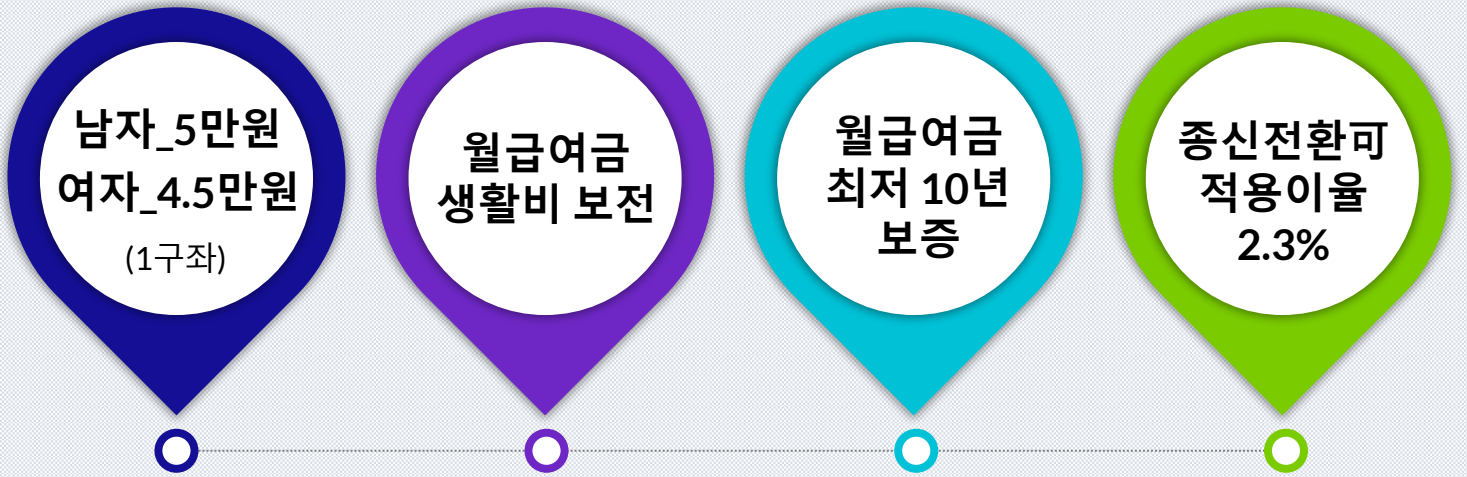 남자_5만원
여자_4.5만원
(1구좌)
월급여금
생활비 보전
월급여금
최저 10년
보증
종신전환可
적용이율
2.3%